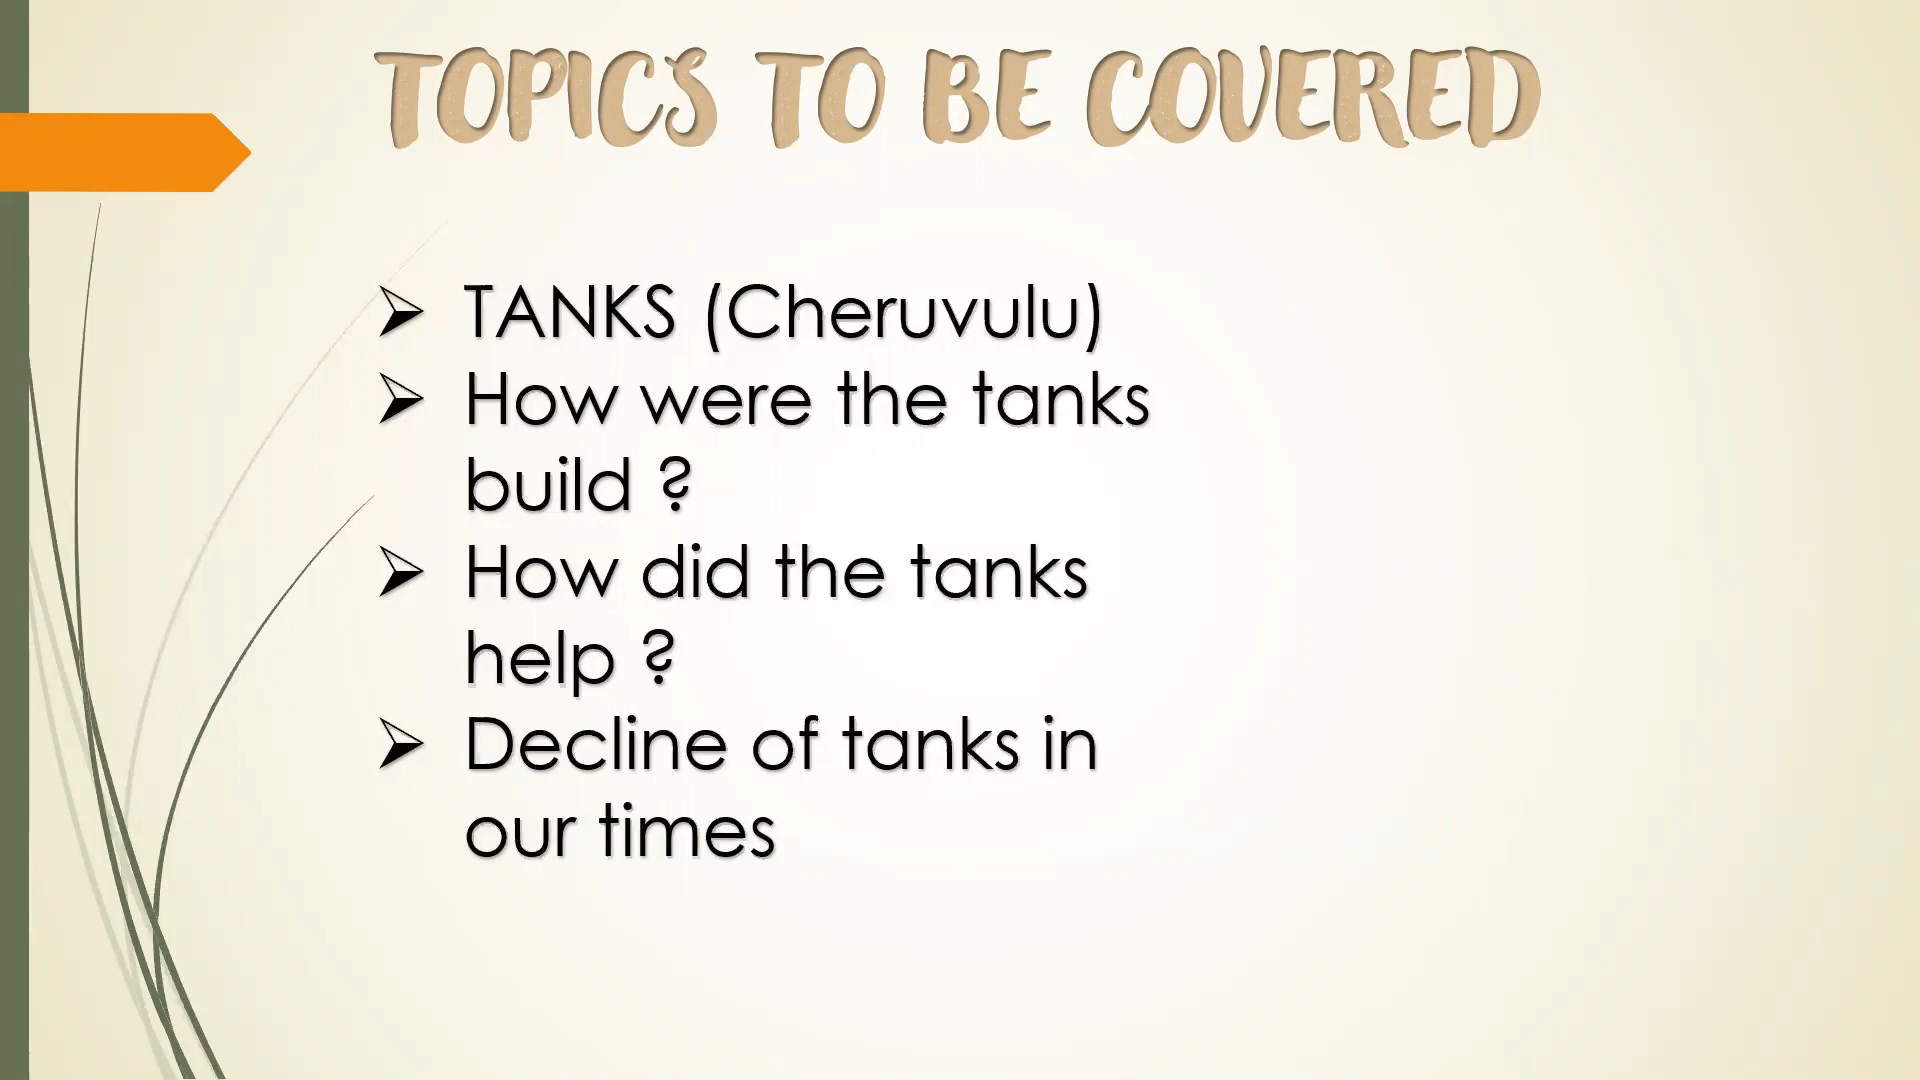 TOPICS TO BE COVERED
➢ TANKS (Cheruvulu)
➢ How were the tanks
build ?
➢ How did the tanks
help ?
➢ Decline of tanks in
our times